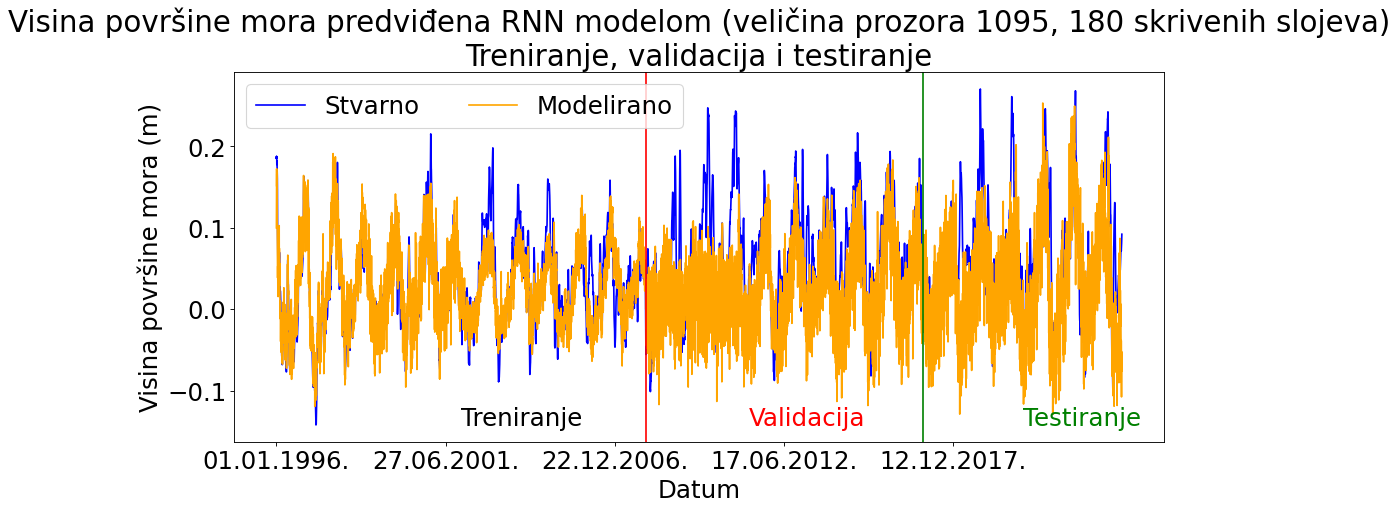 Visina površine mora predviđena RNN modelom (veličina prozora 1095, 180 skrivenih slojeva)
Treniranje, validacija i testiranje
Stvarno
Modelirano
Visina površine mora (m)
0.2
0.1
0.0
−0.1
Treniranje
Validacija
Testiranje
01.01.1996.
27.06.2001.
22.12.2006.
17.06.2012.
12.12.2017.
Datum